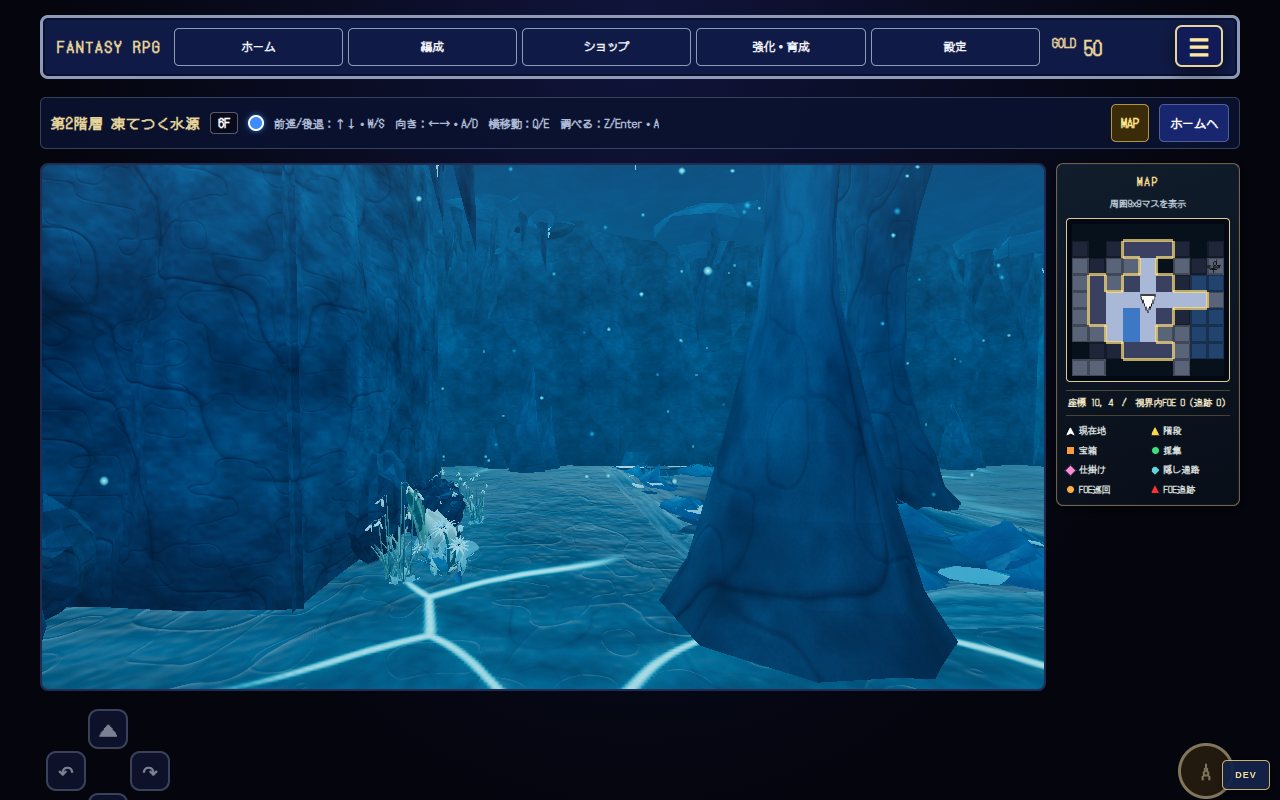 FANTASY RPG
ホーム
編成
ショップ
強化・育成
設定
GOLD 50
第2階層 凍てつく水源 6F 前進/後退：↑↓・W/S 向き：←→・A/D 横移動：Q/E 調べる：Z/Enter・A
MAP
ホームへ
MAP
周囲9x9マスを表示
座標 10, 4 / 視界内FOE 0 (追跡 0)
現在地
階段
宝箱
採集
仕掛け
隠し通路
FOE巡回
FOE追跡
A
DEV